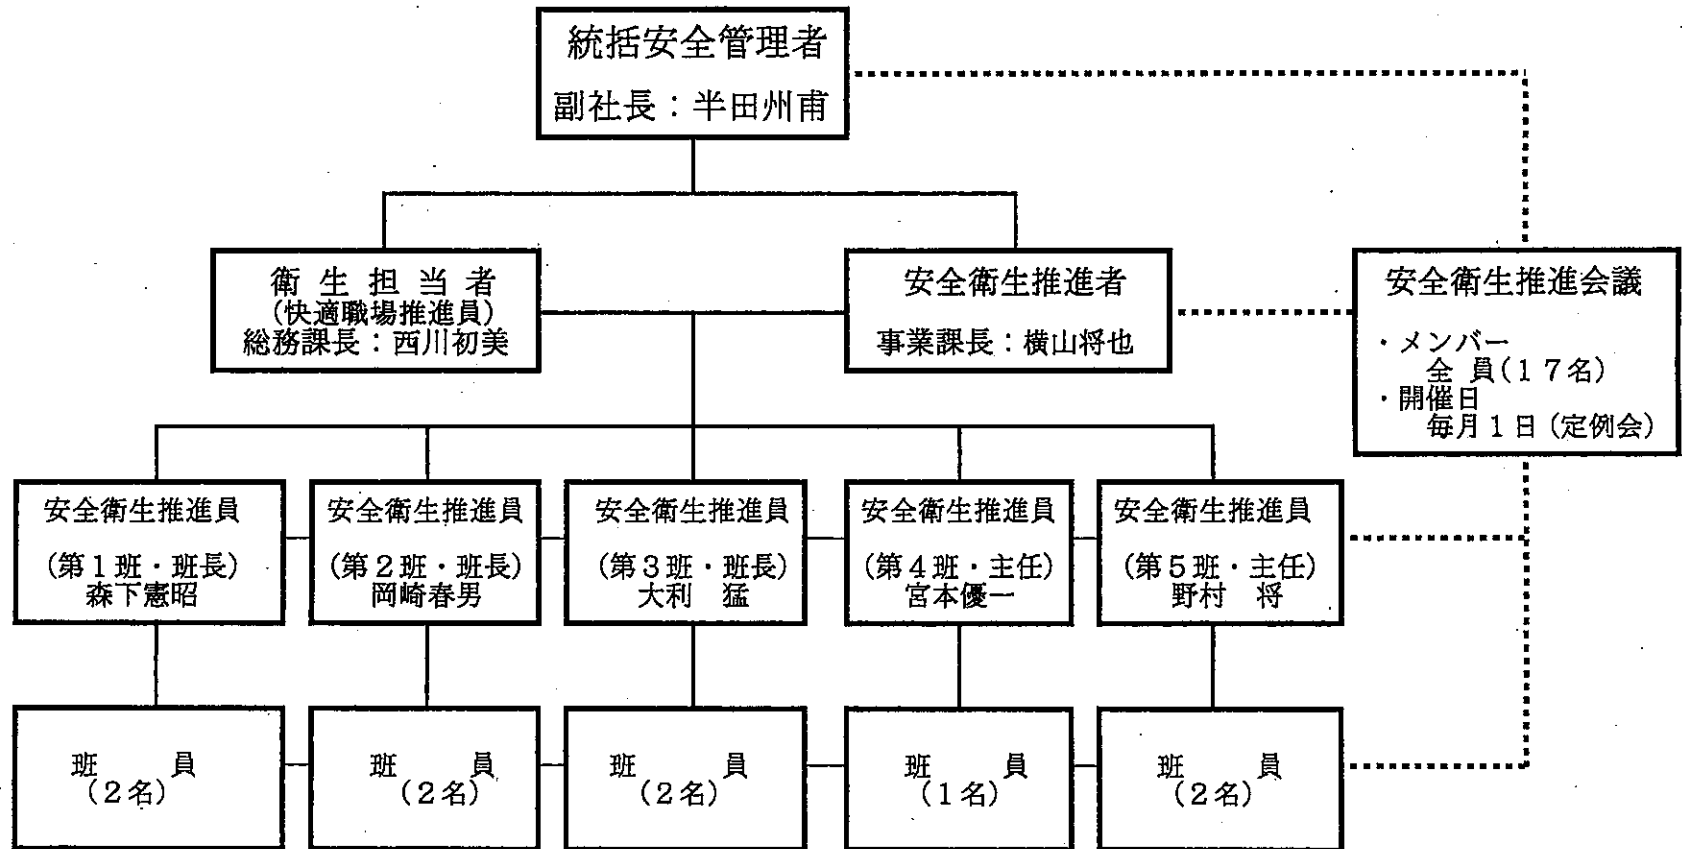 統括安全管理者
副社長：半田州甫
衛生担当者
(快適職場推進員)
総務課長：西川初美
安全衛生推進者
事業課長：横山将也
安全衛生推進会議
・メンバー
全員(１７名)
・開催日
毎月１日(定例会)
安全衛生推進員
(第１班・班長)
森下憲昭
安全衛生推進員
(第２班・班長)
岡崎春男
安全衛生推進員
(第３班・班長)
大利　猛
安全衛生推進員
(第４班・主任)
宮本優一
安全衛生推進員
(第５班・主任)
野村　将
班　員
(２名)
班　員
(２名)
班　員
(２名)
班　員
(１名)
班　員
(２名)